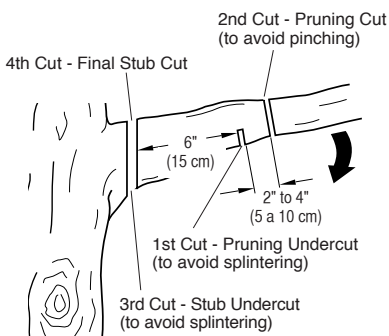 2nd Cut - Pruning Cut
(to avoid pinching)
4th Cut - Final Stub Cut
6"
(15 cm)
2" to 4"
(5 a 10 cm)
1st Cut - Pruning Undercut
(to avoid splintering)
3rd Cut - Stub Undercut
(to avoid splintering)